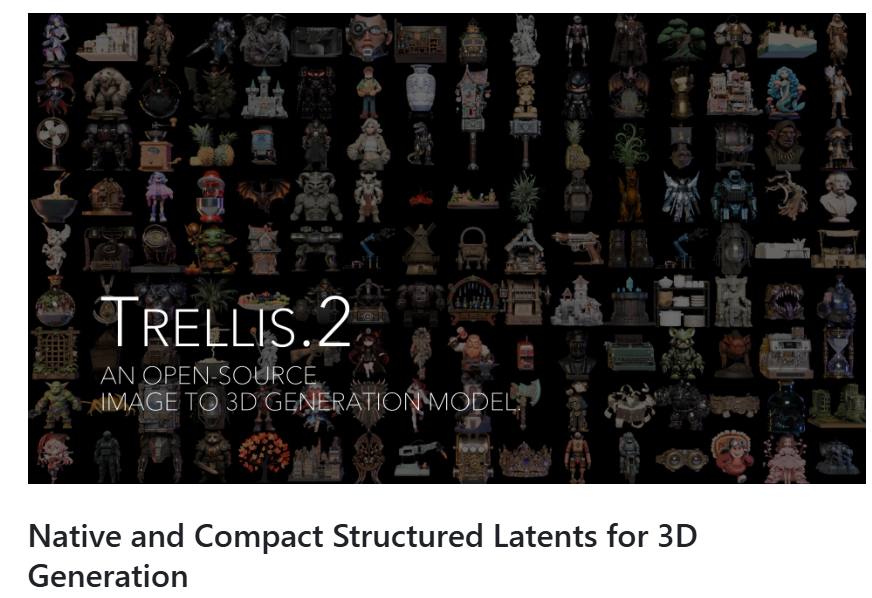 TRELLIS.2
AN OPEN-SOURCE
IMAGE TO 3D GENERATION MODEL.
Native and Compact Structured Latents for 3D
Generation